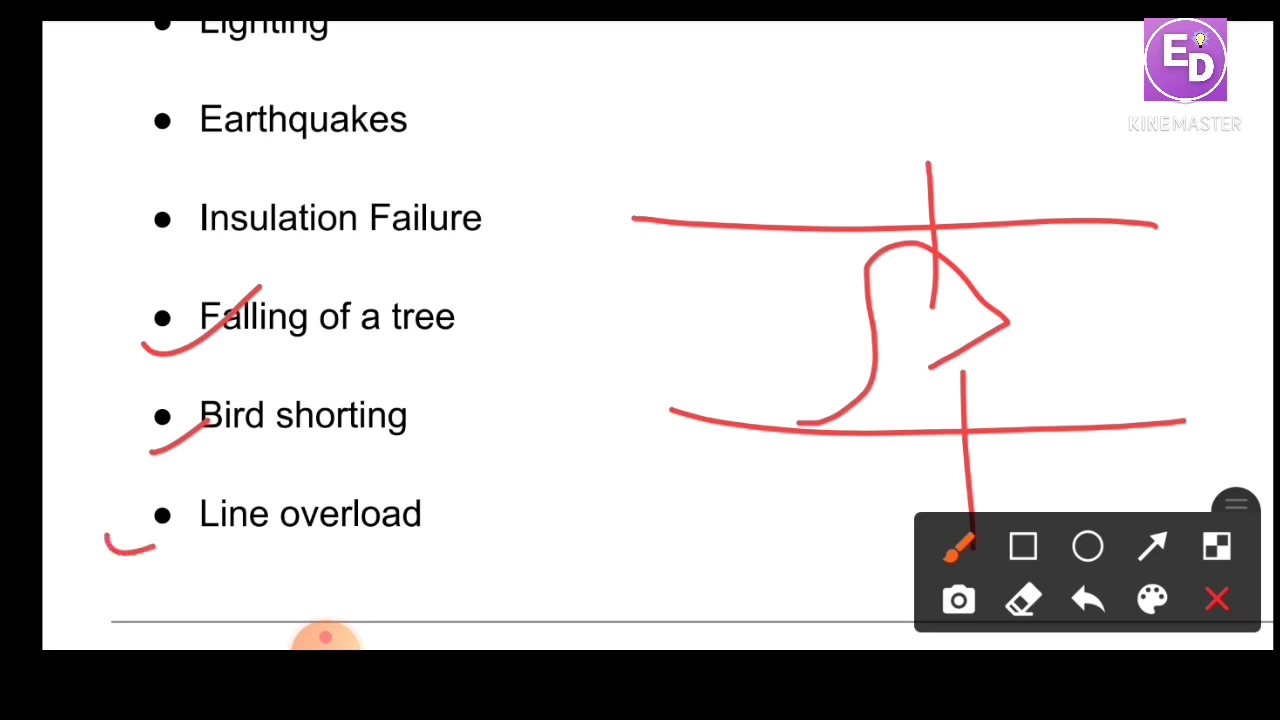 ● Lighting
● Earthquakes
● Insulation Failure
● Falling of a tree
● Bird shorting
● Line overload
ED
KINEMASTER